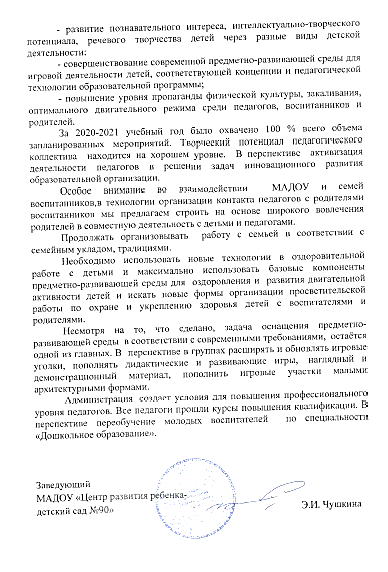 - развитие познавательного интереса, интеллектуально-творческого
потенциала, речевого творчества детей через разные виды детской
деятельности;
- совершенствование современной предметно-развивающей среды для
игровой деятельности детей, соответствующей концепции и педагогической
технологии образовательной программы;
- повышение уровня пропаганды физической культуры, закаливания,
оптимального двигательного режима среди педагогов, воспитанников и
родителей.
За 2020-2021 учебный год было охвачено 100 % всего объема
запланированных мероприятий. Творческий потенциал педагогического
коллектива находится на хорошем уровне. В перспективе активизация
деятельности педагогов в решении задач инновационного развития
образовательной организации.
Особое внимание во взаимодействии МАДОУ и семей
воспитанников,в технологии организации контакта педагогов с родителями
воспитанников мы предлагаем строить на основе широкого вовлечения
родителей в совместную деятельность с детьми и педагогами.
Продолжать организовывать работу с семьей в соответствии с
семейным укладом, традициями.
Необходимо использовать новые технологии в оздоровительной
работе с детьми и максимально использовать базовые компоненты
предметно-развивающей среды для оздоровления и развития двигательной
активности детей и искать новые формы организации просветительской
работы по охране и укреплению здоровья детей с воспитателями и
родителями.
Несмотря на то, что сделано, задача оснащения предметно-
развивающей среды в соответствии с современными требованиями, остаётся
одной из главных. В перспективе в группах расширять и обновлять игровые
уголки, пополнять дидактические и развивающие игры, наглядный и
демонстрационный материал, пополнить игровые участки малыми
архитектурными формами.
Администрация создает условия для повышения профессионального
уровня педагогов. Все педагоги прошли курсы повышения квалификации. В
перспективе переобучение молодых воспитателей по специальности
«Дошкольное образование».
Заведующий
МАДОУ «Центр развития ребенка-
детский сад №90»
Э.И. Чушкина